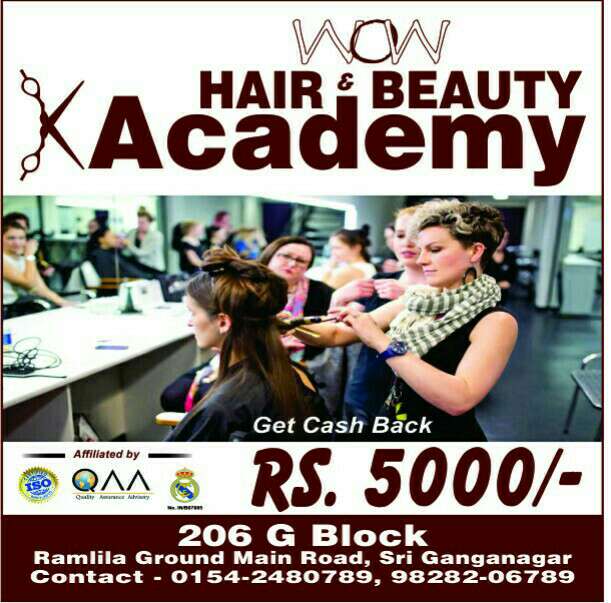 WOW
HAIR & BEAUTY
Academy
Get Cash Back
RS. 5000/-
Affiliated by
ISO
QAA
Quality Assurance Advisory
206 G Block
Ramlila Ground Main Road, Sri Ganganagar
Contact - 0154-2480789, 98282-06789